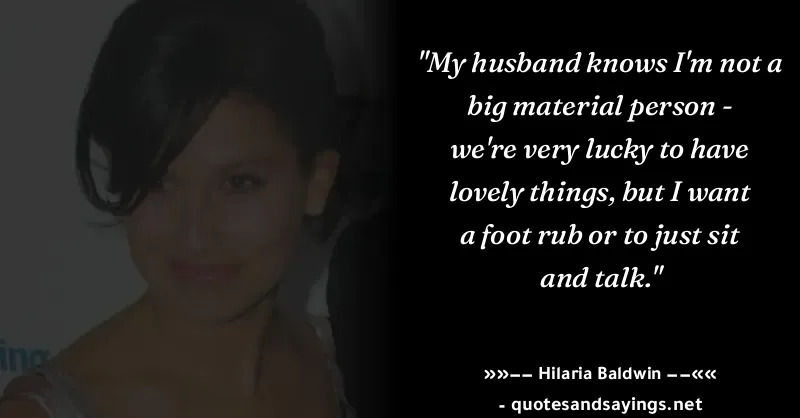 "My husband knows I'm not a
big material person -
we're very lucky to have
lovely things, but I want
a foot rub or to just sit
and talk."
»»−− Hilaria Baldwin −−««
- quotesandsayings.net
ing